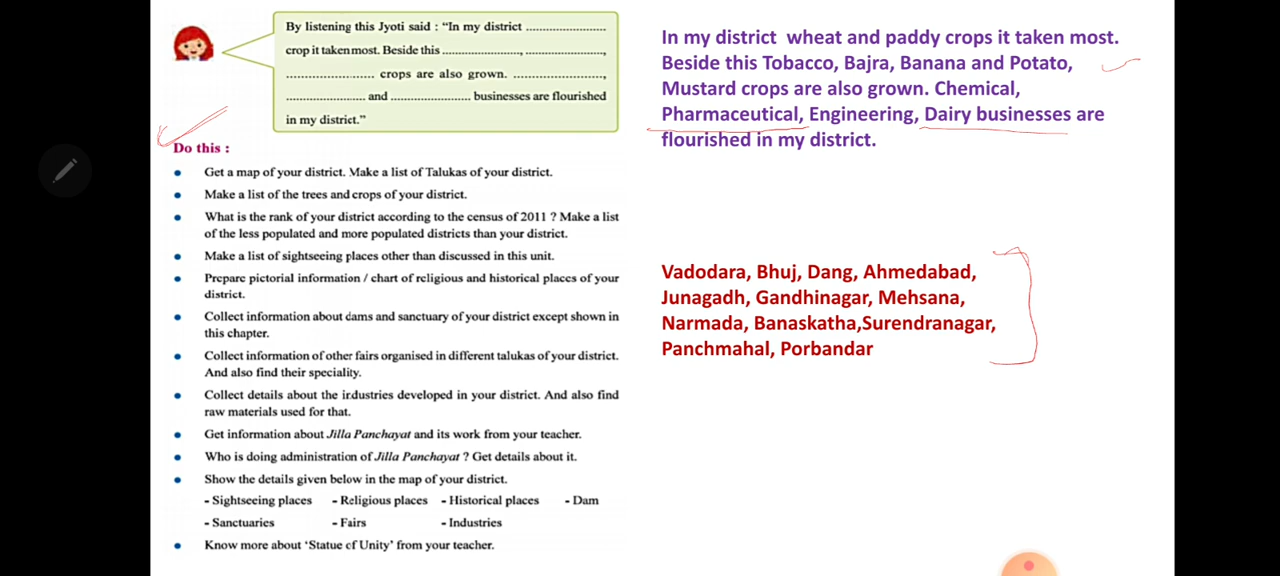 By listening this Jyoti said : "In my district ........................
crop it taken most. Beside this ......................., ........................,
.......................... crops are also grown. ..........................,
....................... and ....................... businesses are flourished
in my district."
Do this :
• Get a map of your district. Make a list of Talukas of your district.
• Make a list of the trees and crops of your district.
• What is the rank of your district according to the census of 2011 ? Make a list
of the less populated and more populated districts than your district.
• Make a list of sightseeing places other than discussed in this unit.
• Prepare pictorial information / chart of religious and historical places of your
district.
• Collect information about dams and sanctuary of your district except shown in
this chapter.
• Collect information of other fairs organised in different talukas of your district.
And also find their speciality.
• Collect details about the industries developed in your district. And also find
raw materials used for that.
• Get information about Jilla Panchayat and its work from your teacher.
• Who is doing administration of Jilla Panchayat ? Get details about it.
• Show the details given below in the map of your district.
- Sightseeing places - Religious places - Historical places - Dam
- Sanctuaries - Fairs - Industries
• Know more about 'Statue of Unity' from your teacher.
In my district wheat and paddy crops it taken most.
Beside this Tobacco, Bajra, Banana and Potato,
Mustard crops are also grown. Chemical,
Pharmaceutical, Engineering, Dairy businesses are
flourished in my district.
Vadodara, Bhuj, Dang, Ahmedabad,
Junagadh, Gandhinagar, Mehsana,
Narmada, Banaskatha,Surendranagar,
Panchmahal, Porbandar